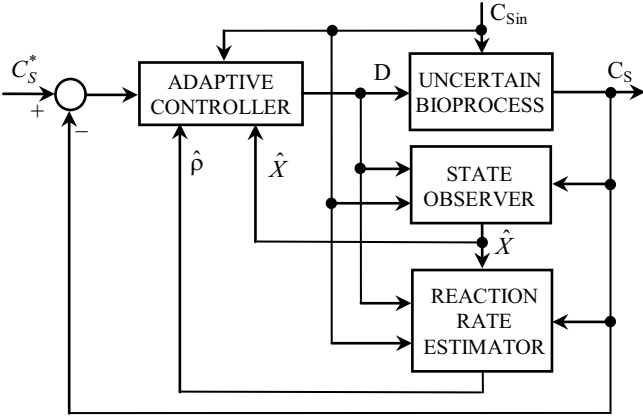 C_Sin
C_S^*
+
−
ADAPTIVE
CONTROLLER
D
UNCERTAIN
BIOPROCESS
C_S
ρ̂
X̂
STATE
OBSERVER
X̂
REACTION
RATE
ESTIMATOR